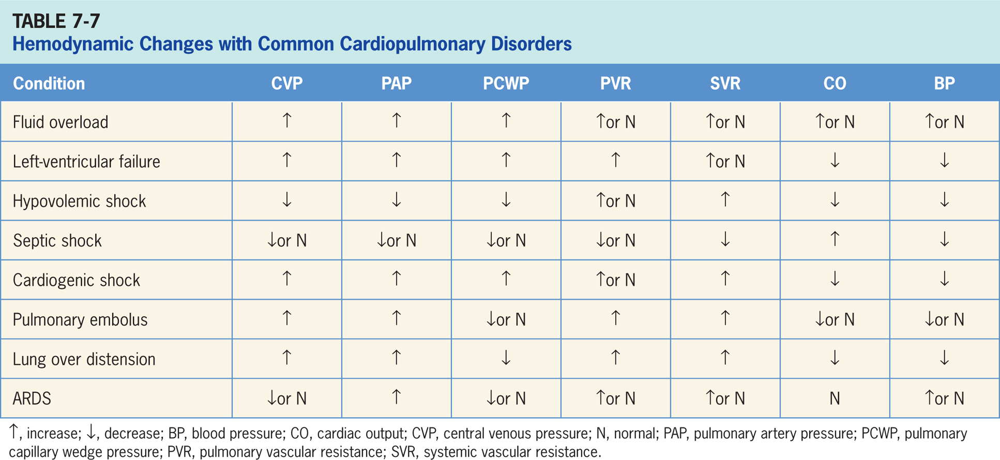 TABLE 7-7
Hemodynamic Changes with Common Cardiopulmonary Disorders
Condition CVP PAP PCWP PVR SVR CO BP
Fluid overload ↑ ↑ ↑ ↑or N ↑or N ↑or N ↑or N
Left-ventricular failure ↑ ↑ ↑ ↑ ↑or N ↓ ↓
Hypovolemic shock ↓ ↓ ↓ ↑or N ↑ ↓ ↓
Septic shock ↓or N ↓or N ↓or N ↓or N ↓ ↑ ↓
Cardiogenic shock ↑ ↑ ↑ ↑or N ↑ ↓ ↓
Pulmonary embolus ↑ ↑ ↓or N ↑ ↑ ↓or N ↓or N
Lung over distension ↑ ↑ ↓ ↑ ↑ ↓ ↓
ARDS ↓or N ↑ ↓or N ↑or N ↑or N N ↑or N
↑, increase; ↓, decrease; BP, blood pressure; CO, cardiac output; CVP, central venous pressure; N, normal; PAP, pulmonary artery pressure; PCWP, pulmonary
capillary wedge pressure; PVR, pulmonary vascular resistance; SVR, systemic vascular resistance.